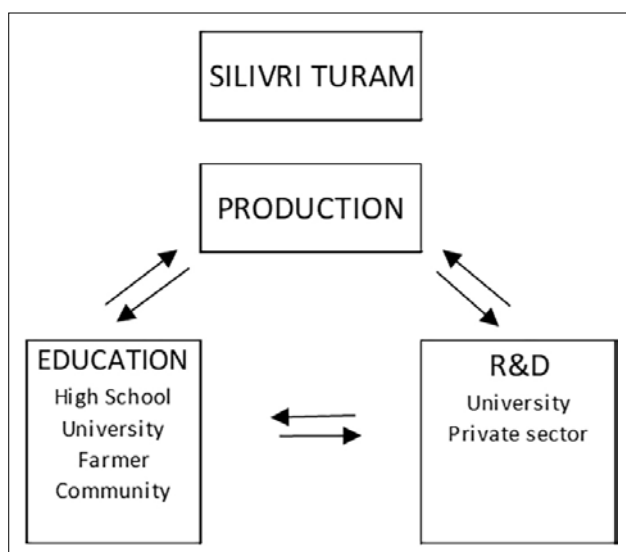 SILIVRI TURAM
PRODUCTION
EDUCATION
High School
University
Farmer
Community
R&D
University
Private sector